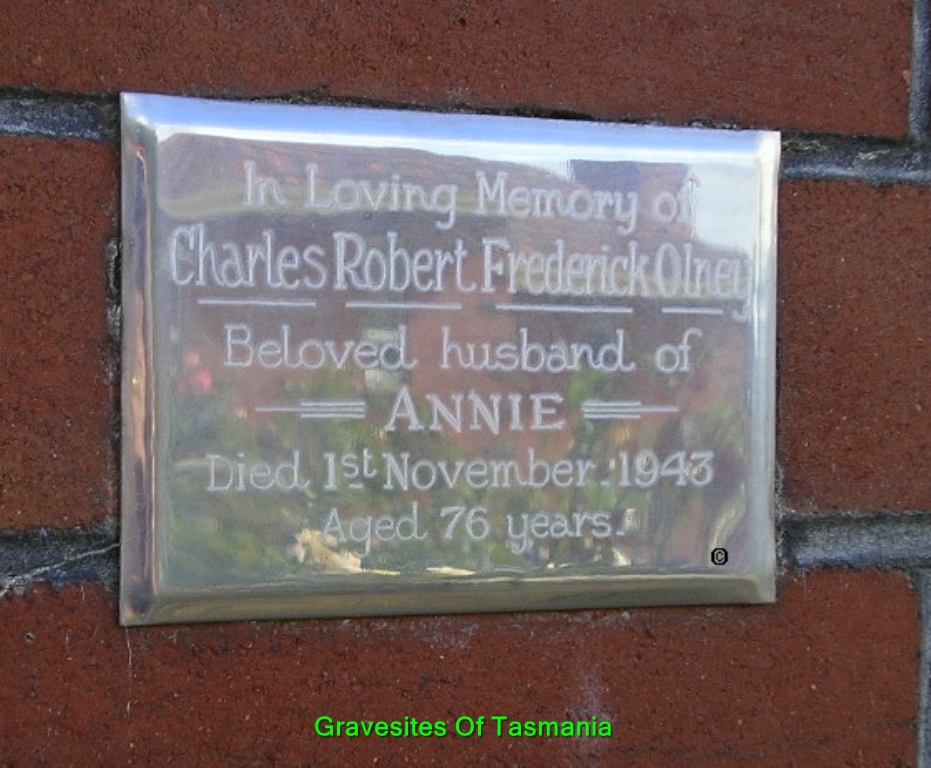 In Loving Memory of
Charles Robert Frederick Olney
Beloved husband of
ANNIE
Died 1st November 1943
Aged 76 years.
©
Gravesites Of Tasmania